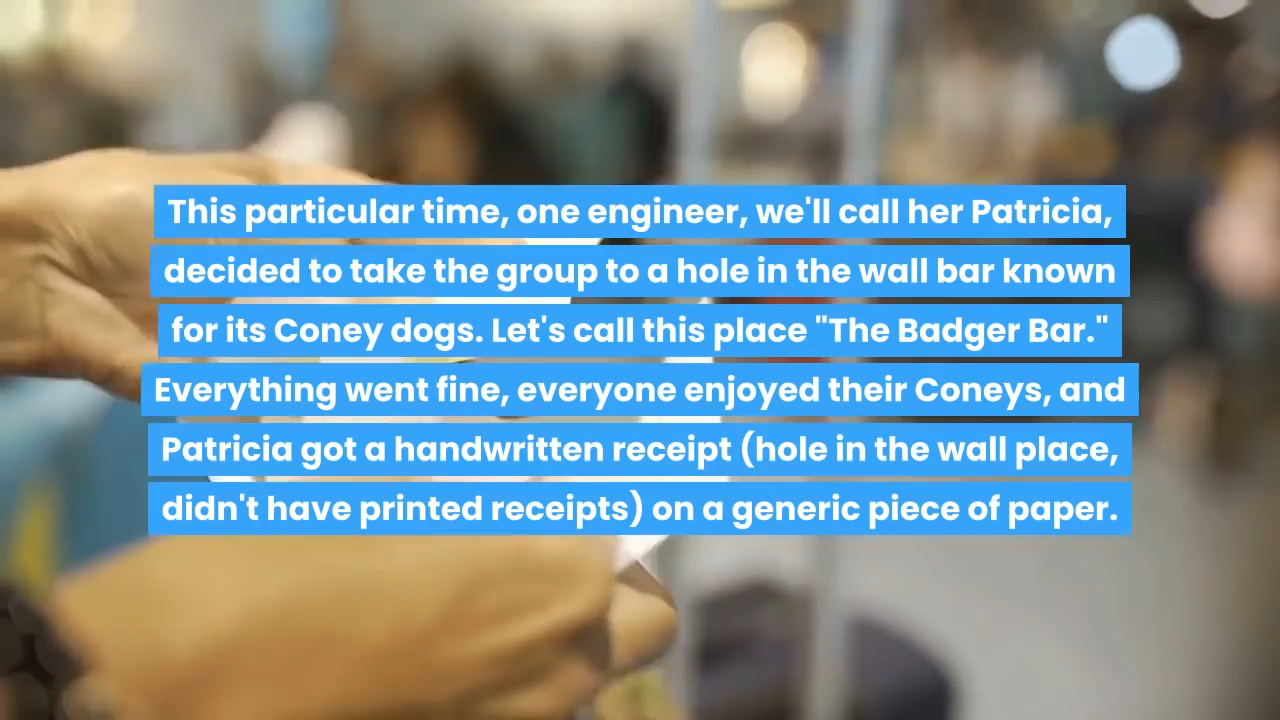 This particular time, one engineer, we'll call her Patricia,
decided to take the group to a hole in the wall bar known
for its Coney dogs. Let's call this place "The Badger Bar."
Everything went fine, everyone enjoyed their Coneys, and
Patricia got a handwritten receipt (hole in the wall place,
didn't have printed receipts) on a generic piece of paper.